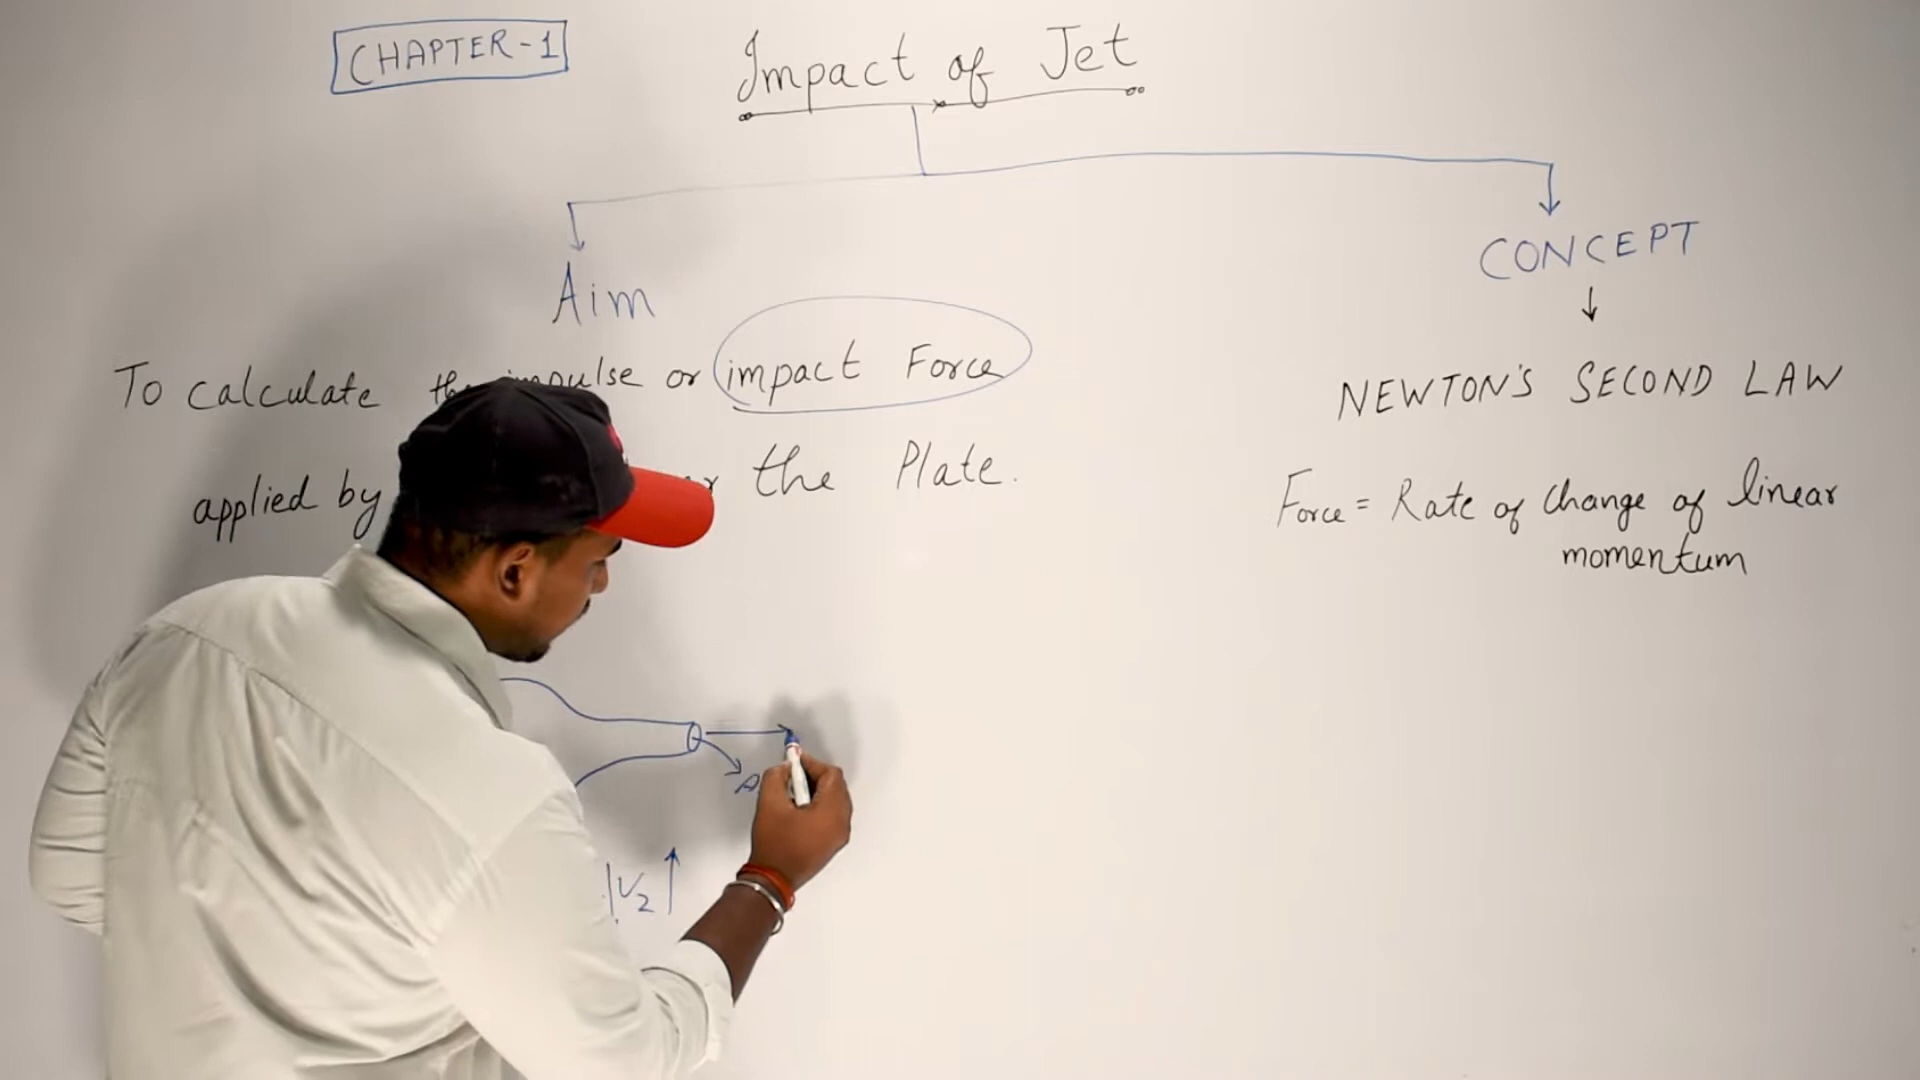 CHAPTER-1
Impact of Jet
Aim
CONCEPT
To calculate impulse or impact Force
applied by the Plate.
NEWTON'S SECOND LAW
Force = Rate of Change of linear
momentum
V2